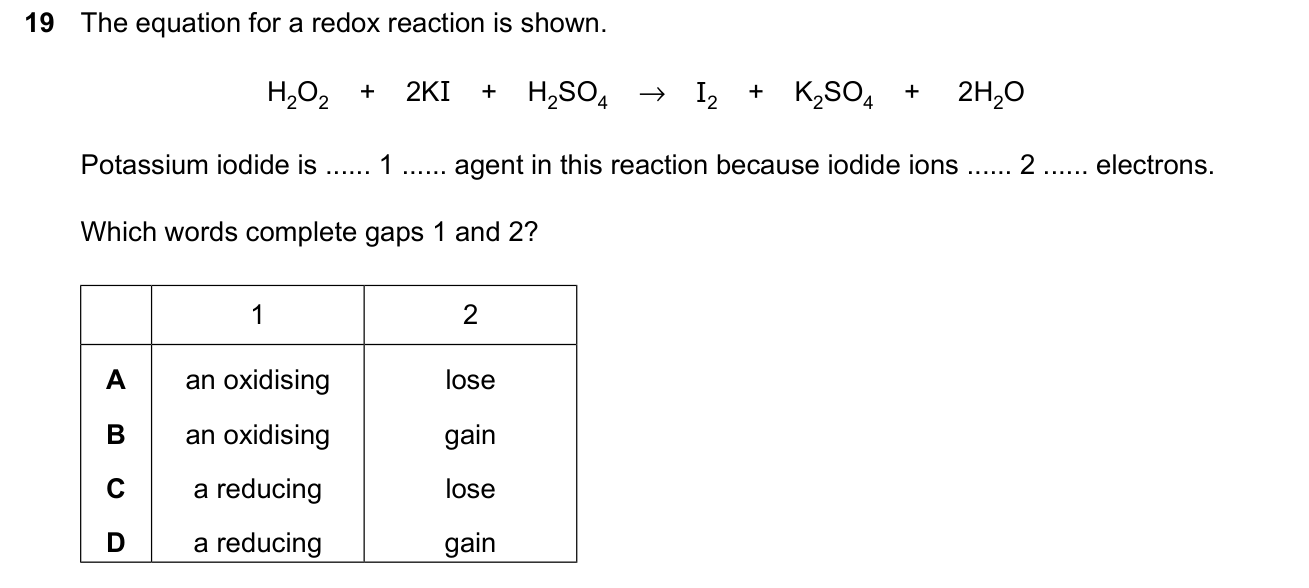 19 The equation for a redox reaction is shown.
H₂O₂ + 2KI + H₂SO₄ → I₂ + K₂SO₄ + 2H₂O
Potassium iodide is ...... 1 ...... agent in this reaction because iodide ions ...... 2 ...... electrons.
Which words complete gaps 1 and 2?
1 2
A an oxidising lose
B an oxidising gain
C a reducing lose
D a reducing gain